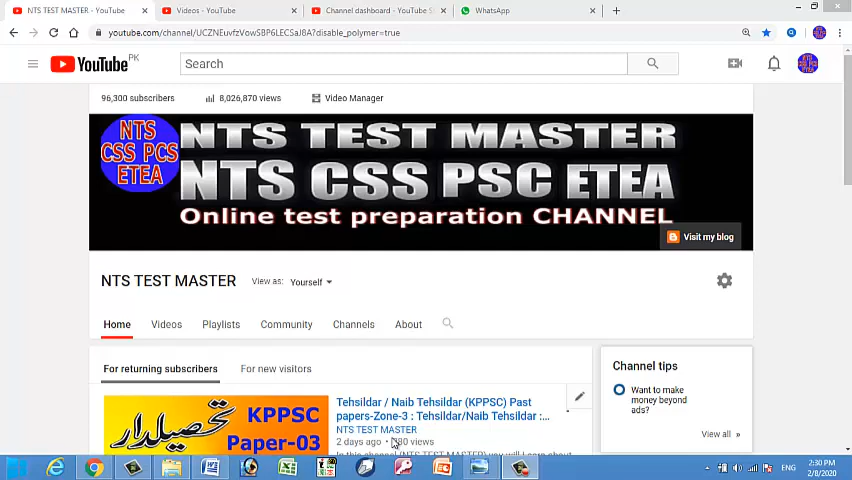 NTS TEST MASTER - YouTube
Videos - YouTube
Channel dashboard - YouTube S
WhatsApp
youtube.com/channel/UCZNEuvfzVowSBP6LECSaJ8A?disable_polymer=true
YouTube PK
Search
96,300 subscribers
8,026,870 views
Video Manager
NTS
CSS PCS
ETEA
NTS TEST MASTER
NTS CSS PSC ETEA
Online test preparation CHANNEL
Visit my blog
NTS TEST MASTER
View as: Yourself
Home Videos Playlists Community Channels About
For returning subscribers
For new visitors
Channel tips
Want to make
money beyond
ads?
View all »
تحصیلدار
KPPSC
Paper-03
Tehsildar / Naib Tehsildar (KPPSC) Past
papers-Zone-3 : Tehsildar/Naib Tehsildar :...
NTS TEST MASTER
2 days ago • 80 views
ENG
2:30 PM
2/8/2020